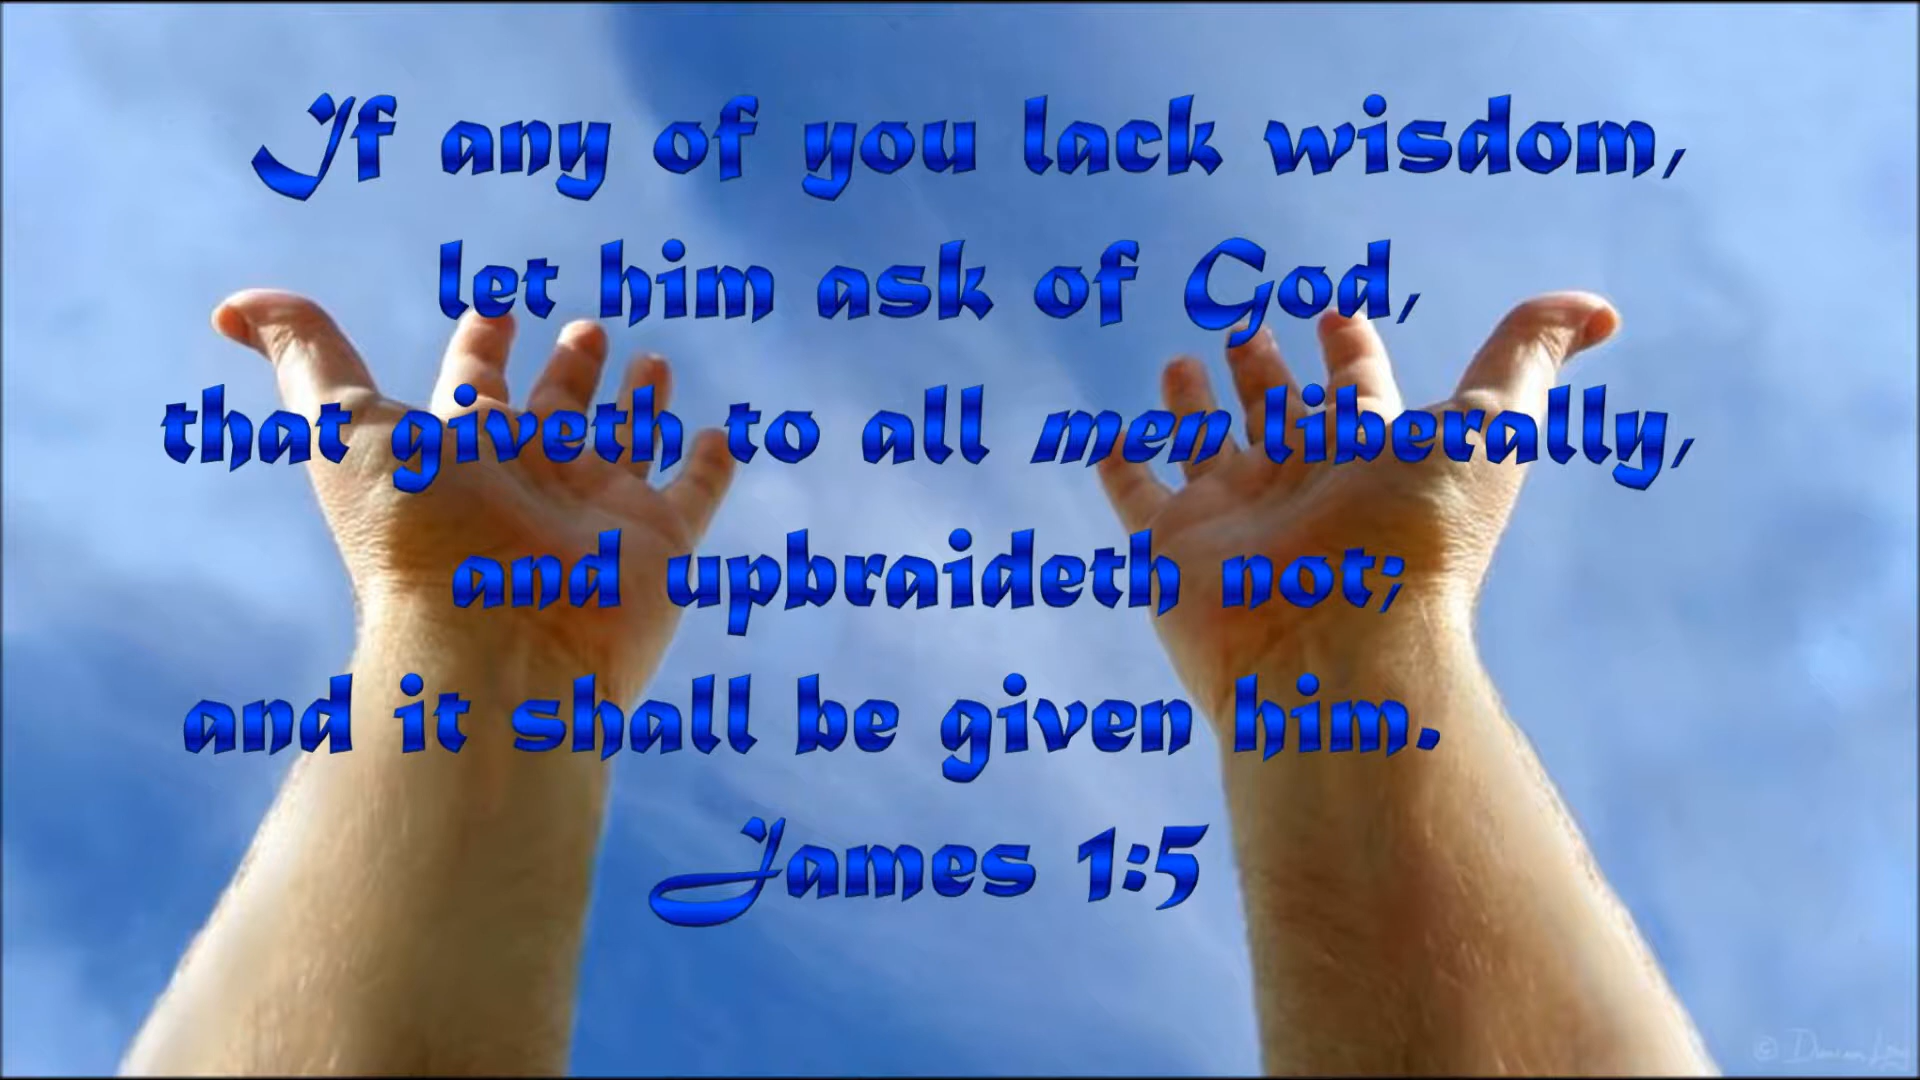 If any of you lack wisdom,
let him ask of God,
that giveth to all men liberally,
and upbraideth not;
and it shall be given him.
James 1:5
©